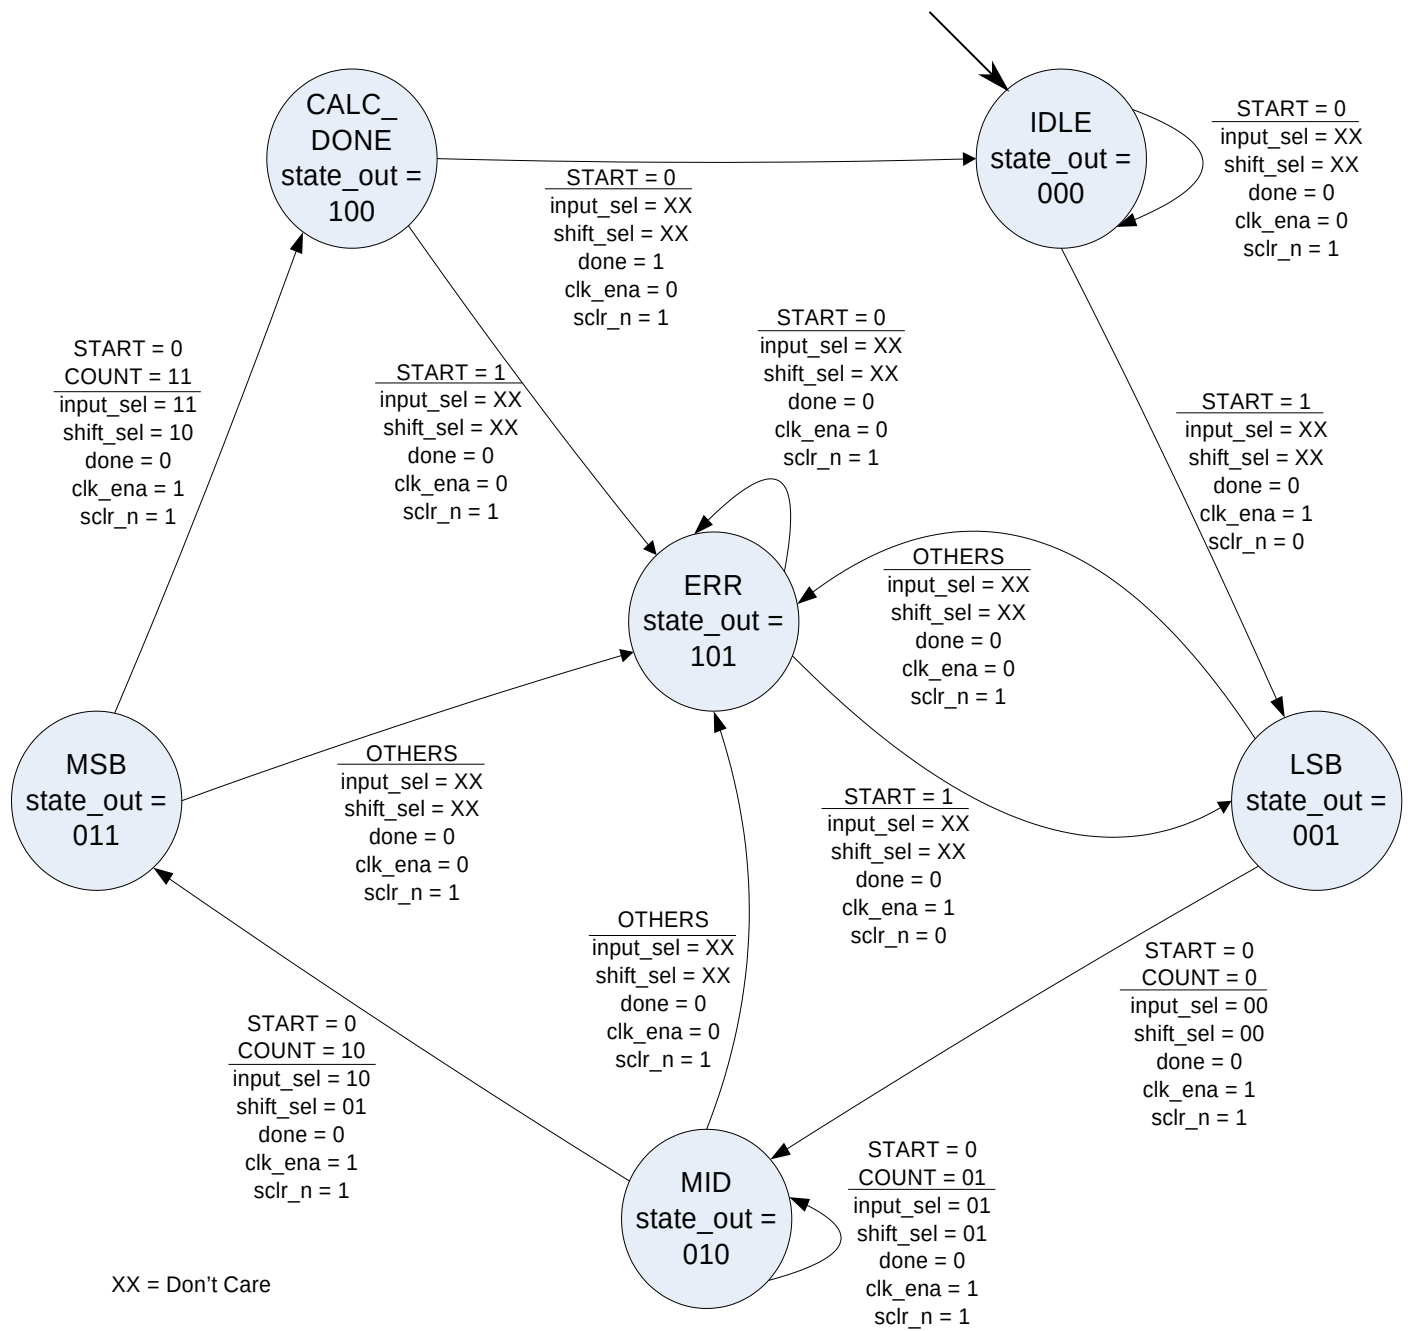 CALC_
DONE
state_out =
100
IDLE
state_out =
000
START = 0
input_sel = XX
shift_sel = XX
done = 0
clk_ena = 0
sclr_n = 1
START = 0
input_sel = XX
shift_sel = XX
done = 1
clk_ena = 0
sclr_n = 1
START = 0
COUNT = 11
input_sel = 11
shift_sel = 10
done = 0
clk_ena = 1
sclr_n = 1
START = 1
input_sel = XX
shift_sel = XX
done = 0
clk_ena = 0
sclr_n = 1
START = 0
input_sel = XX
shift_sel = XX
done = 0
clk_ena = 0
sclr_n = 1
START = 1
input_sel = XX
shift_sel = XX
done = 0
clk_ena = 1
sclr_n = 0
ERR
state_out =
101
OTHERS
input_sel = XX
shift_sel = XX
done = 0
clk_ena = 0
sclr_n = 1
MSB
state_out =
011
OTHERS
input_sel = XX
shift_sel = XX
done = 0
clk_ena = 0
sclr_n = 1
START = 1
input_sel = XX
shift_sel = XX
done = 0
clk_ena = 1
sclr_n = 0
LSB
state_out =
001
OTHERS
input_sel = XX
shift_sel = XX
done = 0
clk_ena = 0
sclr_n = 1
START = 0
COUNT = 0
input_sel = 00
shift_sel = 00
done = 0
clk_ena = 1
sclr_n = 1
START = 0
COUNT = 10
input_sel = 10
shift_sel = 01
done = 0
clk_ena = 1
sclr_n = 1
MID
state_out =
010
START = 0
COUNT = 01
input_sel = 01
shift_sel = 01
done = 0
clk_ena = 1
sclr_n = 1
XX = Don’t Care